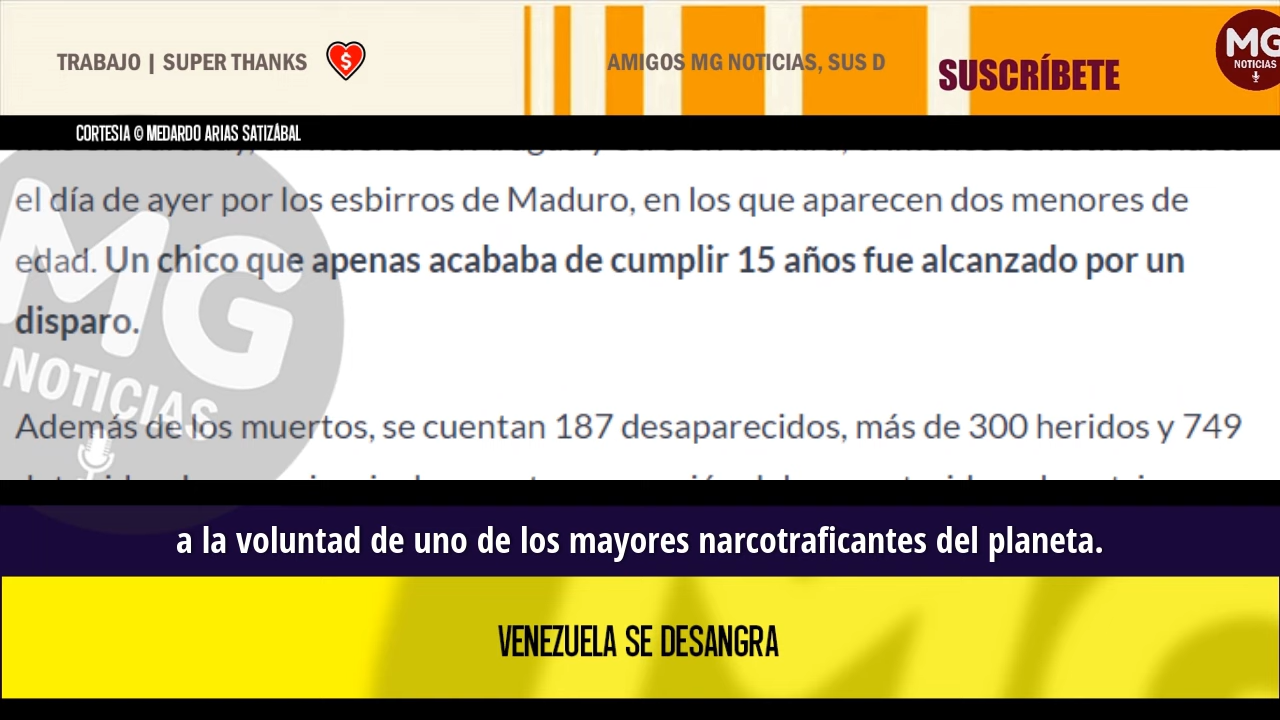 TRABAJO | SUPER THANKS
$
AMIGOS MG NOTICIAS, SUS D
SUSCRÍBETE
MG
NOTICIAS
CORTESIA © MEDARDO ARIAS SATIZÁBAL
el día de ayer por los esbirros de Maduro, en los que aparecen dos menores de
edad. Un chico que apenas acababa de cumplir 15 años fue alcanzado por un
disparo.
MG
NOTICIAS
Además de los muertos, se cuentan 187 desaparecidos, más de 300 heridos y 749
a la voluntad de uno de los mayores narcotraficantes del planeta.
VENEZUELA SE DESANGRA